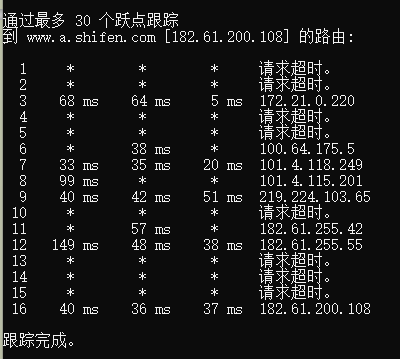 通过最多 30 个跃点跟踪
到 www.a.shifen.com [182.61.200.108] 的路由:
1 * * * 请求超时。
2 * * * 请求超时。
3 68 ms 64 ms 5 ms 172.21.0.220
4 * * * 请求超时。
5 * * * 请求超时。
6 * 38 ms * 100.64.175.5
7 33 ms 35 ms 20 ms 101.4.118.249
8 99 ms * * 101.4.115.201
9 40 ms 42 ms 51 ms 219.224.103.65
10 * * * 请求超时。
11 * 57 ms * 182.61.255.42
12 149 ms 48 ms 38 ms 182.61.255.55
13 * * * 请求超时。
14 * * * 请求超时。
15 * * * 请求超时。
16 40 ms 36 ms 37 ms 182.61.200.108
跟踪完成。